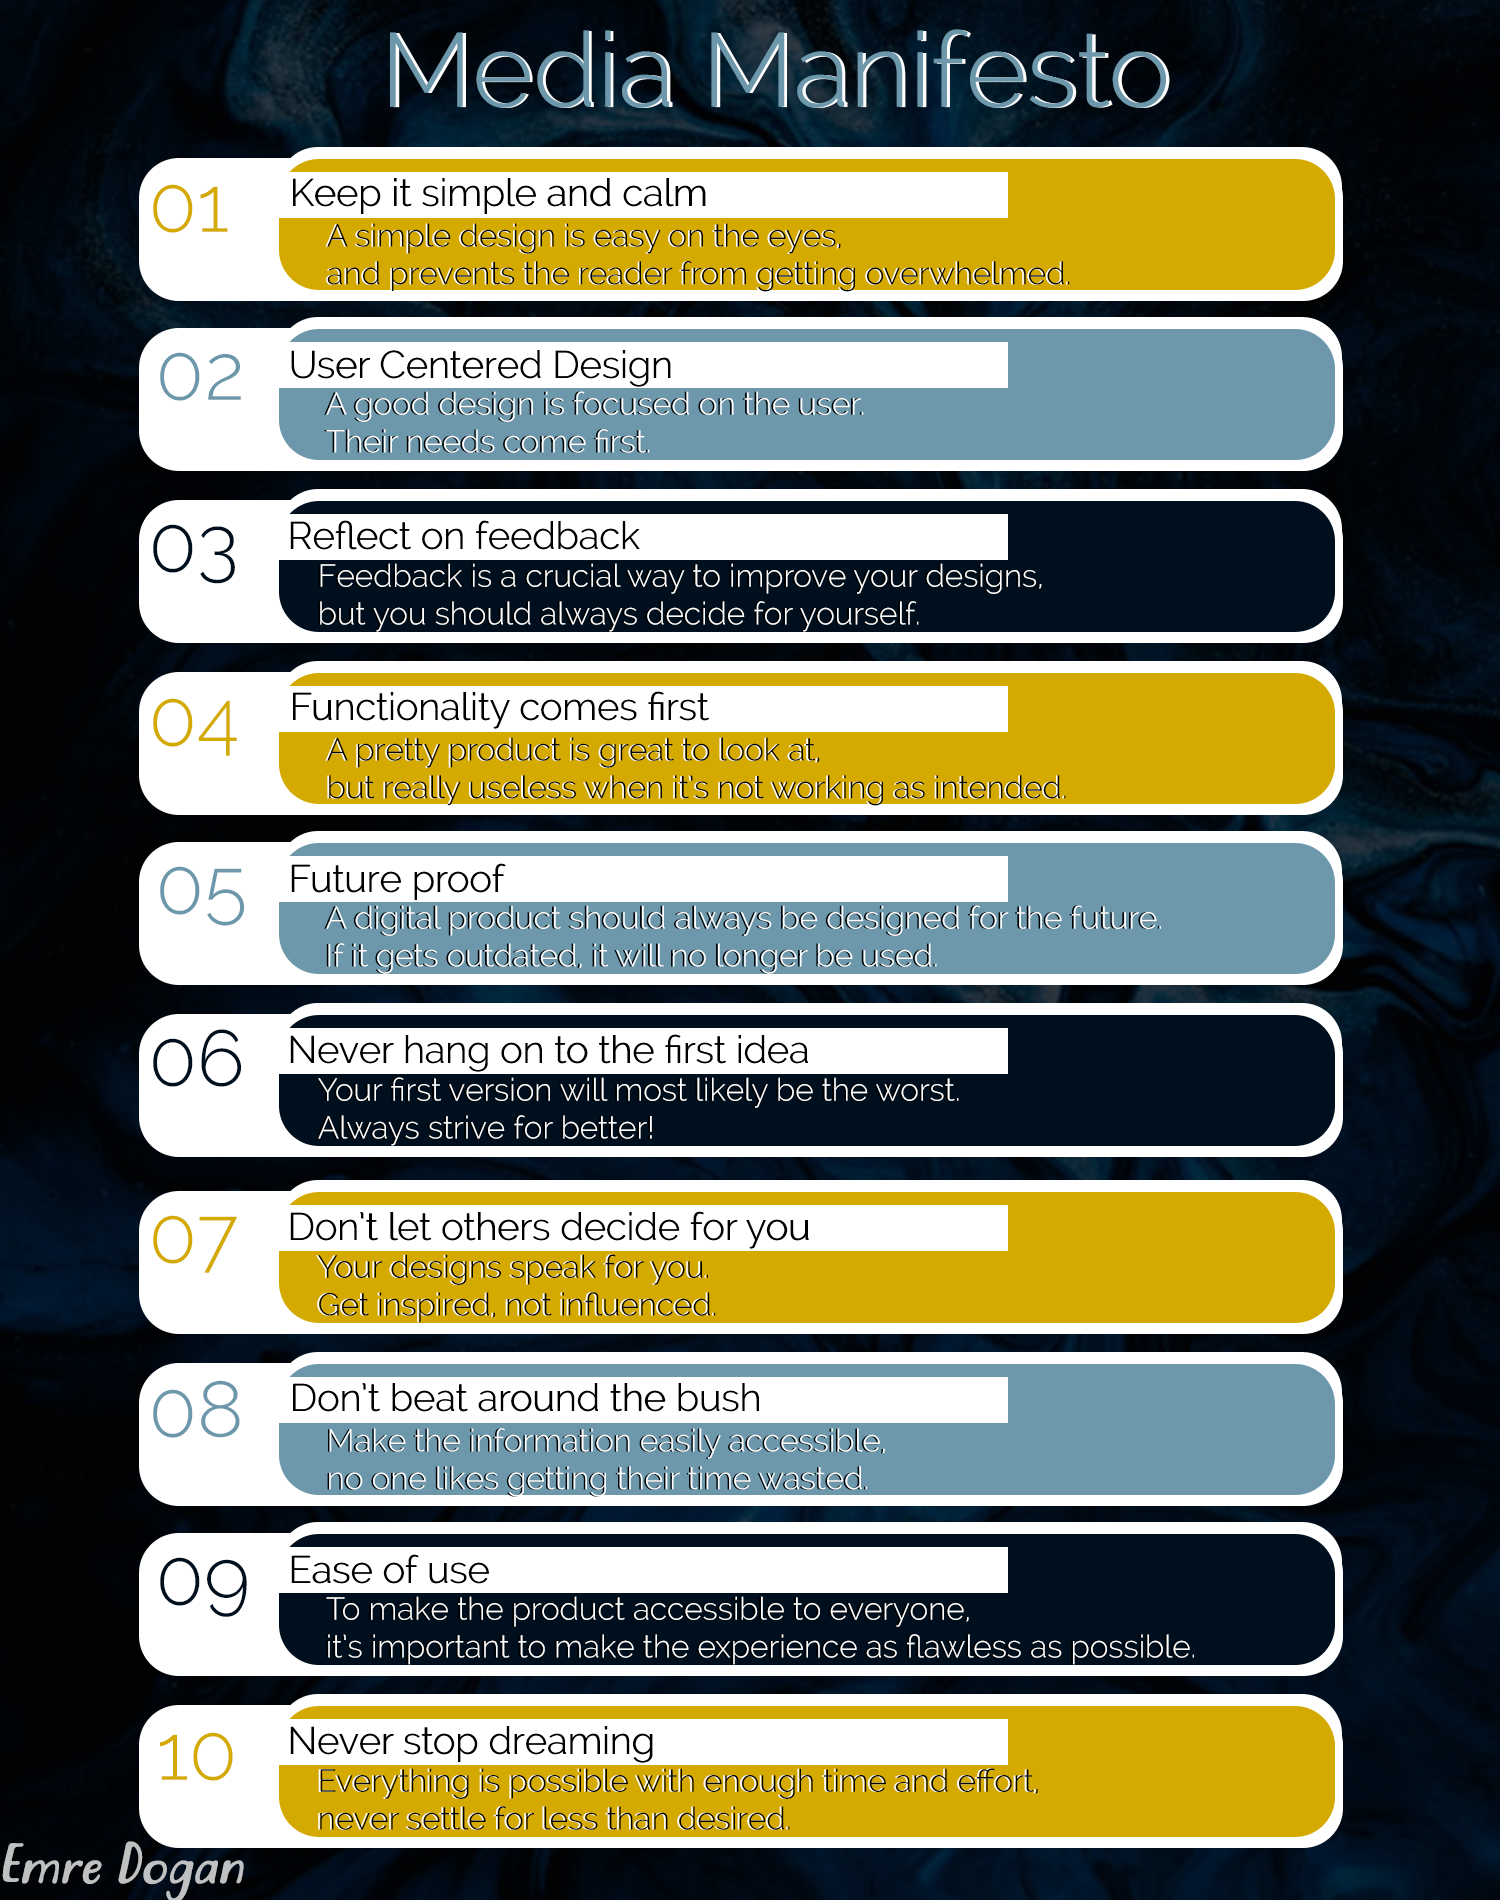 Media Manifesto
01
Keep it simple and calm
A simple design is easy on the eyes,
and prevents the reader from getting overwhelmed.
02
User Centered Design
A good design is focused on the user.
Their needs come first.
03
Reflect on feedback
Feedback is a crucial way to improve your designs,
but you should always decide for yourself.
04
Functionality comes first
A pretty product is great to look at,
but really useless when it's not working as intended.
05
Future proof
A digital product should always be designed for the future.
If it gets outdated, it will no longer be used.
06
Never hang on to the first idea
Your first version will most likely be the worst.
Always strive for better!
07
Don't let others decide for you
Your designs speak for you.
Get inspired, not influenced.
08
Don't beat around the bush
Make the information easily accessible,
no one likes getting their time wasted.
09
Ease of use
To make the product accessible to everyone,
it's important to make the experience as flawless as possible.
10
Never stop dreaming
Everything is possible with enough time and effort,
never settle for less than desired.
Emre Dogan